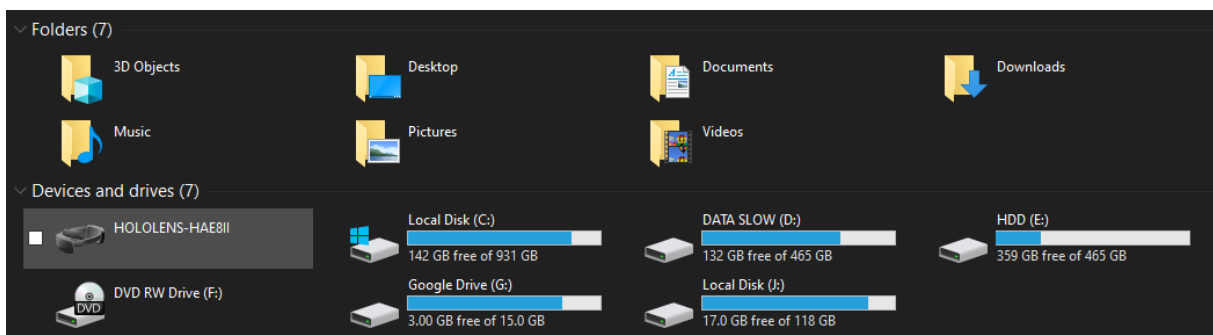 Folders (7)
3D Objects
Desktop
Documents
Downloads
Music
Pictures
Videos
Devices and drives (7)
HOLOLENS-HAE8II
Local Disk (C:)
142 GB free of 931 GB
DATA SLOW (D:)
132 GB free of 465 GB
HDD (E:)
359 GB free of 465 GB
DVD
DVD RW Drive (F:)
Google Drive (G:)
3.00 GB free of 15.0 GB
Local Disk (J:)
17.0 GB free of 118 GB